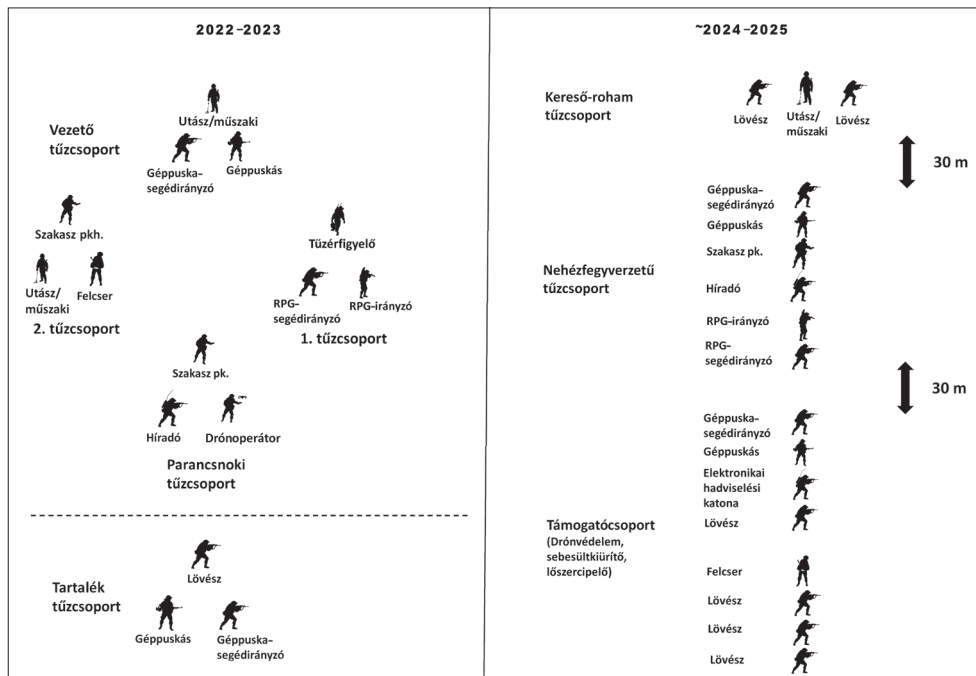 2022–2023
Utász/műszaki
Vezető
tűzcsoport
Géppuska-
segédirányzó
Géppuskás
Szakasz pkh.
Tüzérfigyelő
Utász/
műszaki
Felcser
2. tűzcsoport
RPG-
segédirányzó
RPG-irányzó
1. tűzcsoport
Szakasz pk.
Híradó
Drónoperátor
Parancsnoki
tűzcsoport
Tartalék
tűzcsoport
Lövész
Géppuskás
Géppuska-
segédirányzó
~2024–2025
Kereső-roham
tűzcsoport
Lövész
Utász/
műszaki
Lövész
30 m
Nehézfegyverzetű
tűzcsoport
Géppuska-
segédirányzó
Géppuskás
Szakasz pk.
Híradó
RPG-irányzó
RPG-
segédirányzó
30 m
Támogatócsoport
(Drónvédelem,
sebesültkiürítő,
lőszercipelő)
Géppuska-
segédirányzó
Géppuskás
Elektronikai
hadviselési
katona
Lövész
Felcser
Lövész
Lövész
Lövész